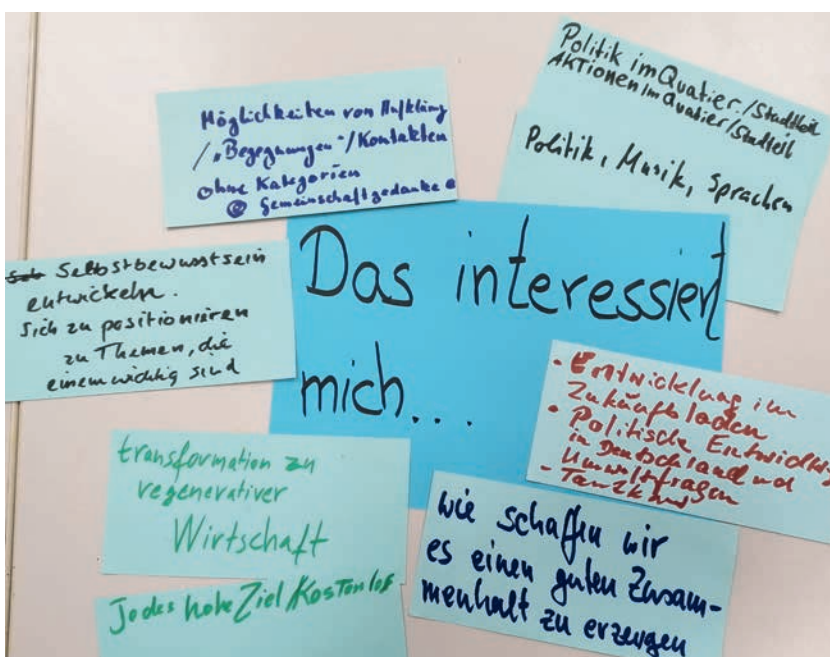 Politik im Quatier/Stadtteil
AKTIONEN im Quatier/Stadteil
Politik, Musik, Sprachen
Möglichkeiten von Aufklärung
/„Begegnungen"/Kontakten
ohne Kategorien
Gemeinschaftgedanke
Das interessiert
mich...
Selbstbewusstsein
entwickeln.
Sich zu positionieren
zu Themen, die
einem wichtig sind
- Entwicklung im
Zukunftsladen
- Politische Entwicklung
in Deutschland und
Umweltfragen
- Tanzkurs
transformation zu
regenerativer
Wirtschaft
wie schaffen wir
es einen guten Zusam-
menhalt zu erzeugen
Jedes hohe Ziel/Kostenlos